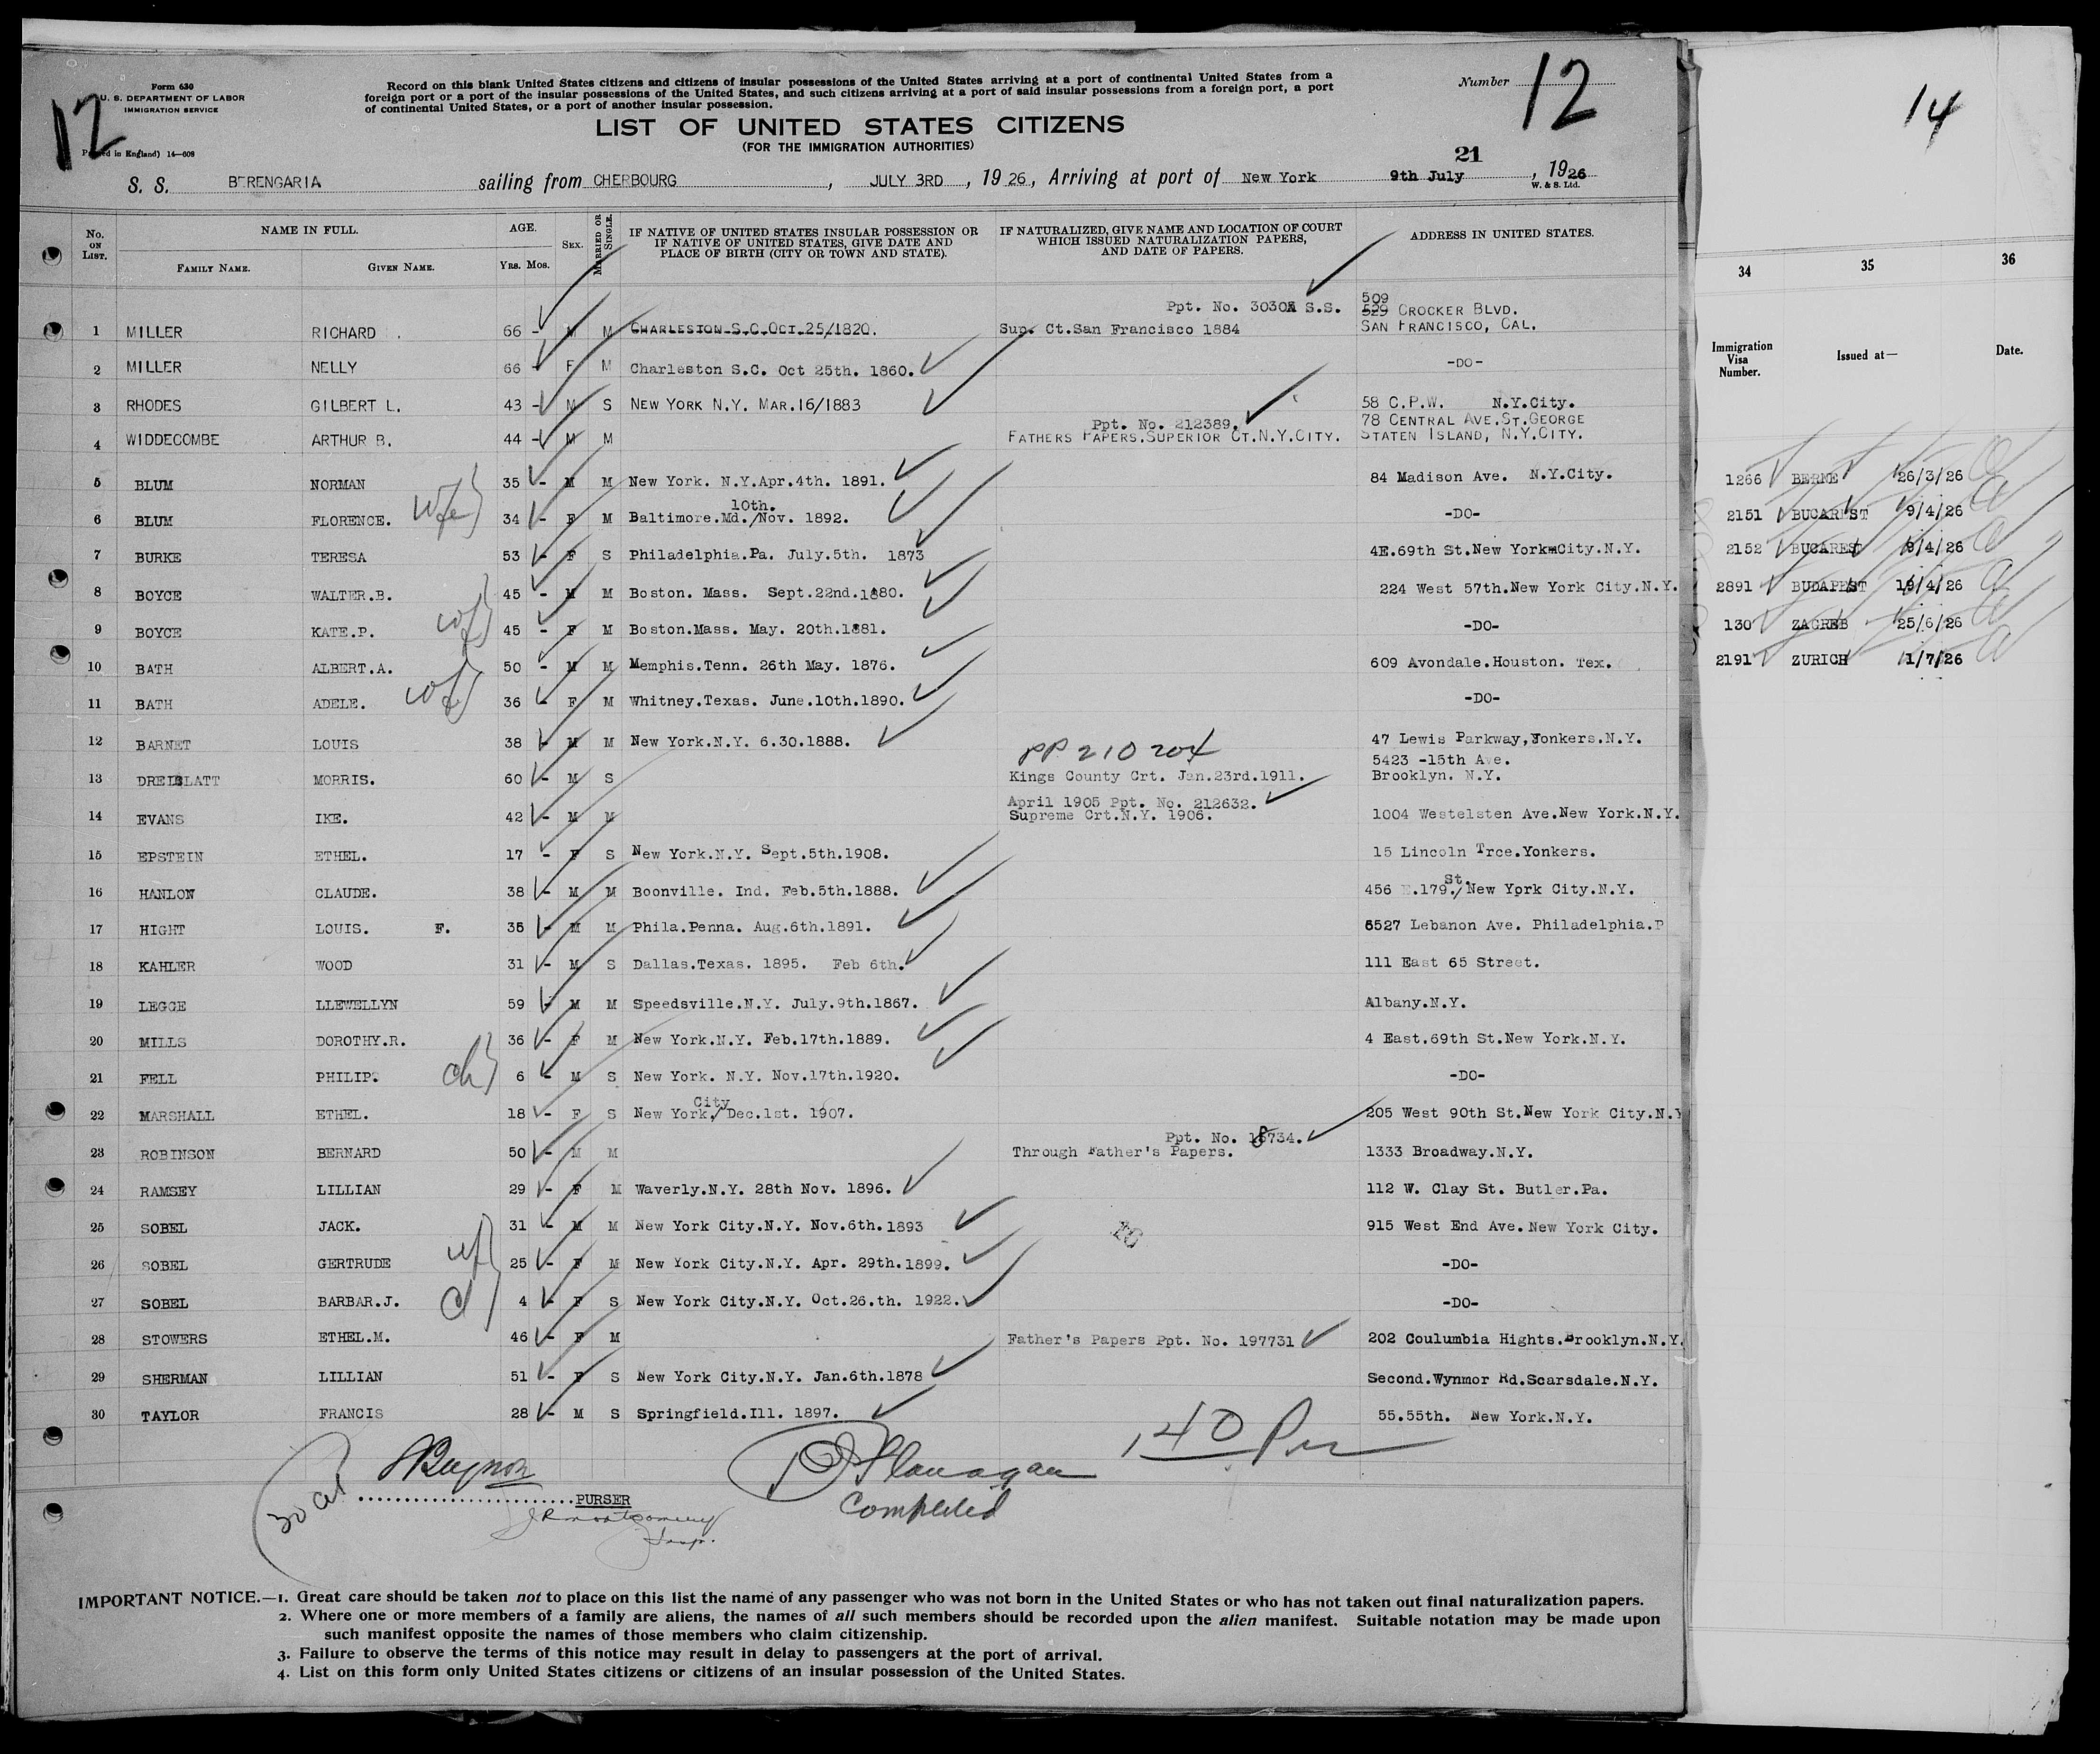 Form 630
U. S. DEPARTMENT OF LABOR
IMMIGRATION SERVICE
12
(Printed in England) 14—608
Record on this blank United States citizens and citizens of insular possessions of the United States arriving at a port of continental United States from a
foreign port or a port of the insular possessions of the United States, and such citizens arriving at a port of said insular possessions from a foreign port, a port
of continental United States, or a port of another insular possession.
Number 12
14
LIST OF UNITED STATES CITIZENS
(FOR THE IMMIGRATION AUTHORITIES)
21
S. S. BERENGARIA sailing from CHERBOURG, JULY 3RD, 1926, Arriving at port of New York 9th July, 1926
W. & S. Ltd.
No. ON LIST. NAME IN FULL. AGE. SEX. MARRIED OR SINGLE. IF NATIVE OF UNITED STATES INSULAR POSSESSION OR IF NATIVE OF UNITED STATES, GIVE DATE AND PLACE OF BIRTH (CITY OR TOWN AND STATE). IF NATURALIZED, GIVE NAME AND LOCATION OF COURT WHICH ISSUED NATURALIZATION PAPERS, AND DATE OF PAPERS. ADDRESS IN UNITED STATES.
FAMILY NAME. GIVEN NAME. Yrs. Mos.
34 35 36
Immigration Visa Number. Issued at— Date.
Ppt. No. 3030 S.S. 509
1 MILLER RICHARD 66 - M M CHARLESTON S.C. OCT.25/1820. Sup. Ct.San Francisco 1884 529 CROCKER BLVD. SAN FRANCISCO, CAL.
2 MILLER NELLY 66 - F M Charleston S.C. Oct 25th. 1860. -DO-
3 RHODES GILBERT L. 43 - M S NEW YORK N.Y. MAR.16/1883 58 C.P.W. N.Y.City.
Ppt. No. 212389. 78 CENTRAL AVE.ST.GEORGE
4 WIDDECOMBE ARTHUR B. 44 - M M FATHERS PAPERS.SUPERIOR CT.N.Y.CITY. STATEN ISLAND, N.Y.CITY.
5 BLUM NORMAN 35 - M M New York. N.Y.Apr.4th. 1891. 84 Madison Ave. N.Y.City.
1266 BERNE 26/3/26
wfe
10th.
6 BLUM FLORENCE. 34 - F M Baltimore.Md./Nov. 1892. -DO-
2151 BUCAREST 9/4/26
7 BURKE TERESA 53 - F S Philadelphia.Pa. July.5th. 1873 4E.69th St.New York City.N.Y.
2152 BUCAREST 9/4/26
8 BOYCE WALTER.B. 45 - M M Boston. Mass. Sept.22nd.1880. 224 West 57th.New York City.N.Y.
2891 BUDAPEST 19/4/26
wfe
9 BOYCE KATE.P. 45 - F M Boston.Mass. May. 20th.1881. -DO-
130 ZAGREB 25/6/26
10 BATH ALBERT.A. 50 - M M Memphis.Tenn. 26th May. 1876. 609 Avondale.Houston. Tex.
2191 ZURICH 1/7/26
wfe
11 BATH ADELE. 36 - F M Whitney.Texas. June.10th.1890. -DO-
12 BARNET LOUIS 38 - M M New York.N.Y. 6.30.1888. 47 Lewis Parkway,Yonkers.N.Y.
PP 210204 5423 -15th Ave.
13 DREIBLATT MORRIS. 60 - M S Kings County Crt. Jan.23rd.1911. Brooklyn. N.Y.
April 1905 Ppt. No. 212632.
14 EVANS IKE. 42 - M M Supreme Crt.N.Y. 1906. 1004 Westelsten Ave.New York.N.Y.
15 EPSTEIN ETHEL. 17 - F S New York.N.Y. Sept.5th.1908. 15 Lincoln Trce.Yonkers.
St.
16 HANLON CLAUDE. 38 - M M Boonville. Ind. Feb.5th.1888. 456 E.179./New York City.N.Y.
17 HIGHT LOUIS. F. 35 - M M Phila.Penna. Aug.6th.1891. 6527 Lebanon Ave. Philadelphia.P
18 KAHLER WOOD 31 - M S Dallas.Texas. 1895. Feb 6th. 111 East 65 Street.
19 LEGGE LLEWELLYN 59 - M M Speedsville.N.Y. July.9th.1867. Albany.N.Y.
20 MILLS DOROTHY.R. 36 - F M New York.N.Y. Feb.17th.1889. 4 East.69th St.New York.N.Y.
ch
21 FELL PHILIP. 6 - M S New York. N.Y. Nov.17th.1920. -DO-
City
22 MARSHALL ETHEL. 18 - F S New York,/Dec.1st. 1907. 205 West 90th St.New York City.N.Y
Ppt. No. 18734.
23 ROBINSON BERNARD 50 - M M Through Father's Papers. 1333 Broadway.N.Y.
24 RAMSEY LILLIAN 29 - F M Waverly.N.Y. 28th Nov. 1896. 112 W. Clay St. Butler.Pa.
25 SOBEL JACK. 31 - M M New York City.N.Y. Nov.6th.1893 915 West End Ave.New York City.
16
wf
26 SOBEL GERTRUDE 25 - F M New York City.N.Y. Apr. 29th.1899. -DO-
27 SOBEL BARBAR.J. 4 - F S New York City.N.Y. Oct.26.th. 1922. -DO-
28 STOWERS ETHEL.M. 46 - F M Father's Papers Ppt. No. 197731 202 Coulumbia Hights.Brooklyn.N.Y.
29 SHERMAN LILLIAN 51 - F S New York City.N.Y. Jan.6th.1878 Second.Wynmor Rd.Scarsdale.N.Y.
30 TAYLOR FRANCIS 28 - M S Springfield.Ill. 1897. 55.55th. New York.N.Y.
Flanagan
Completed
PURSER
JRMontgomery
Insp.
IMPORTANT NOTICE.—1. Great care should be taken not to place on this list the name of any passenger who was not born in the United States or who has not taken out final naturalization papers.
2. Where one or more members of a family are aliens, the names of all such members should be recorded upon the alien manifest. Suitable notation may be made upon
such manifest opposite the names of those members who claim citizenship.
3. Failure to observe the terms of this notice may result in delay to passengers at the port of arrival.
4. List on this form only United States citizens or citizens of an insular possession of the United States.